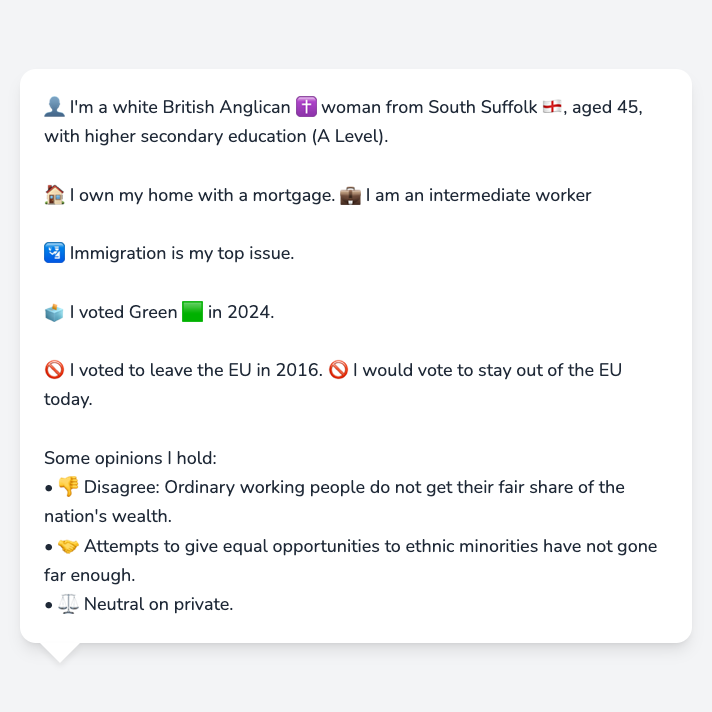 👤 I'm a white British Anglican ✝️ woman from South Suffolk 🏴󠁧󠁢󠁥󠁮󠁧󠁿, aged 45,
with higher secondary education (A Level).
🏠 I own my home with a mortgage. 💼 I am an intermediate worker
🛂 Immigration is my top issue.
🗳️ I voted Green 🟩 in 2024.
🚫 I voted to leave the EU in 2016. 🚫 I would vote to stay out of the EU
today.
Some opinions I hold:
• 👎 Disagree: Ordinary working people do not get their fair share of the
nation's wealth.
• 🤝 Attempts to give equal opportunities to ethnic minorities have not gone
far enough.
• ⚖️ Neutral on private.